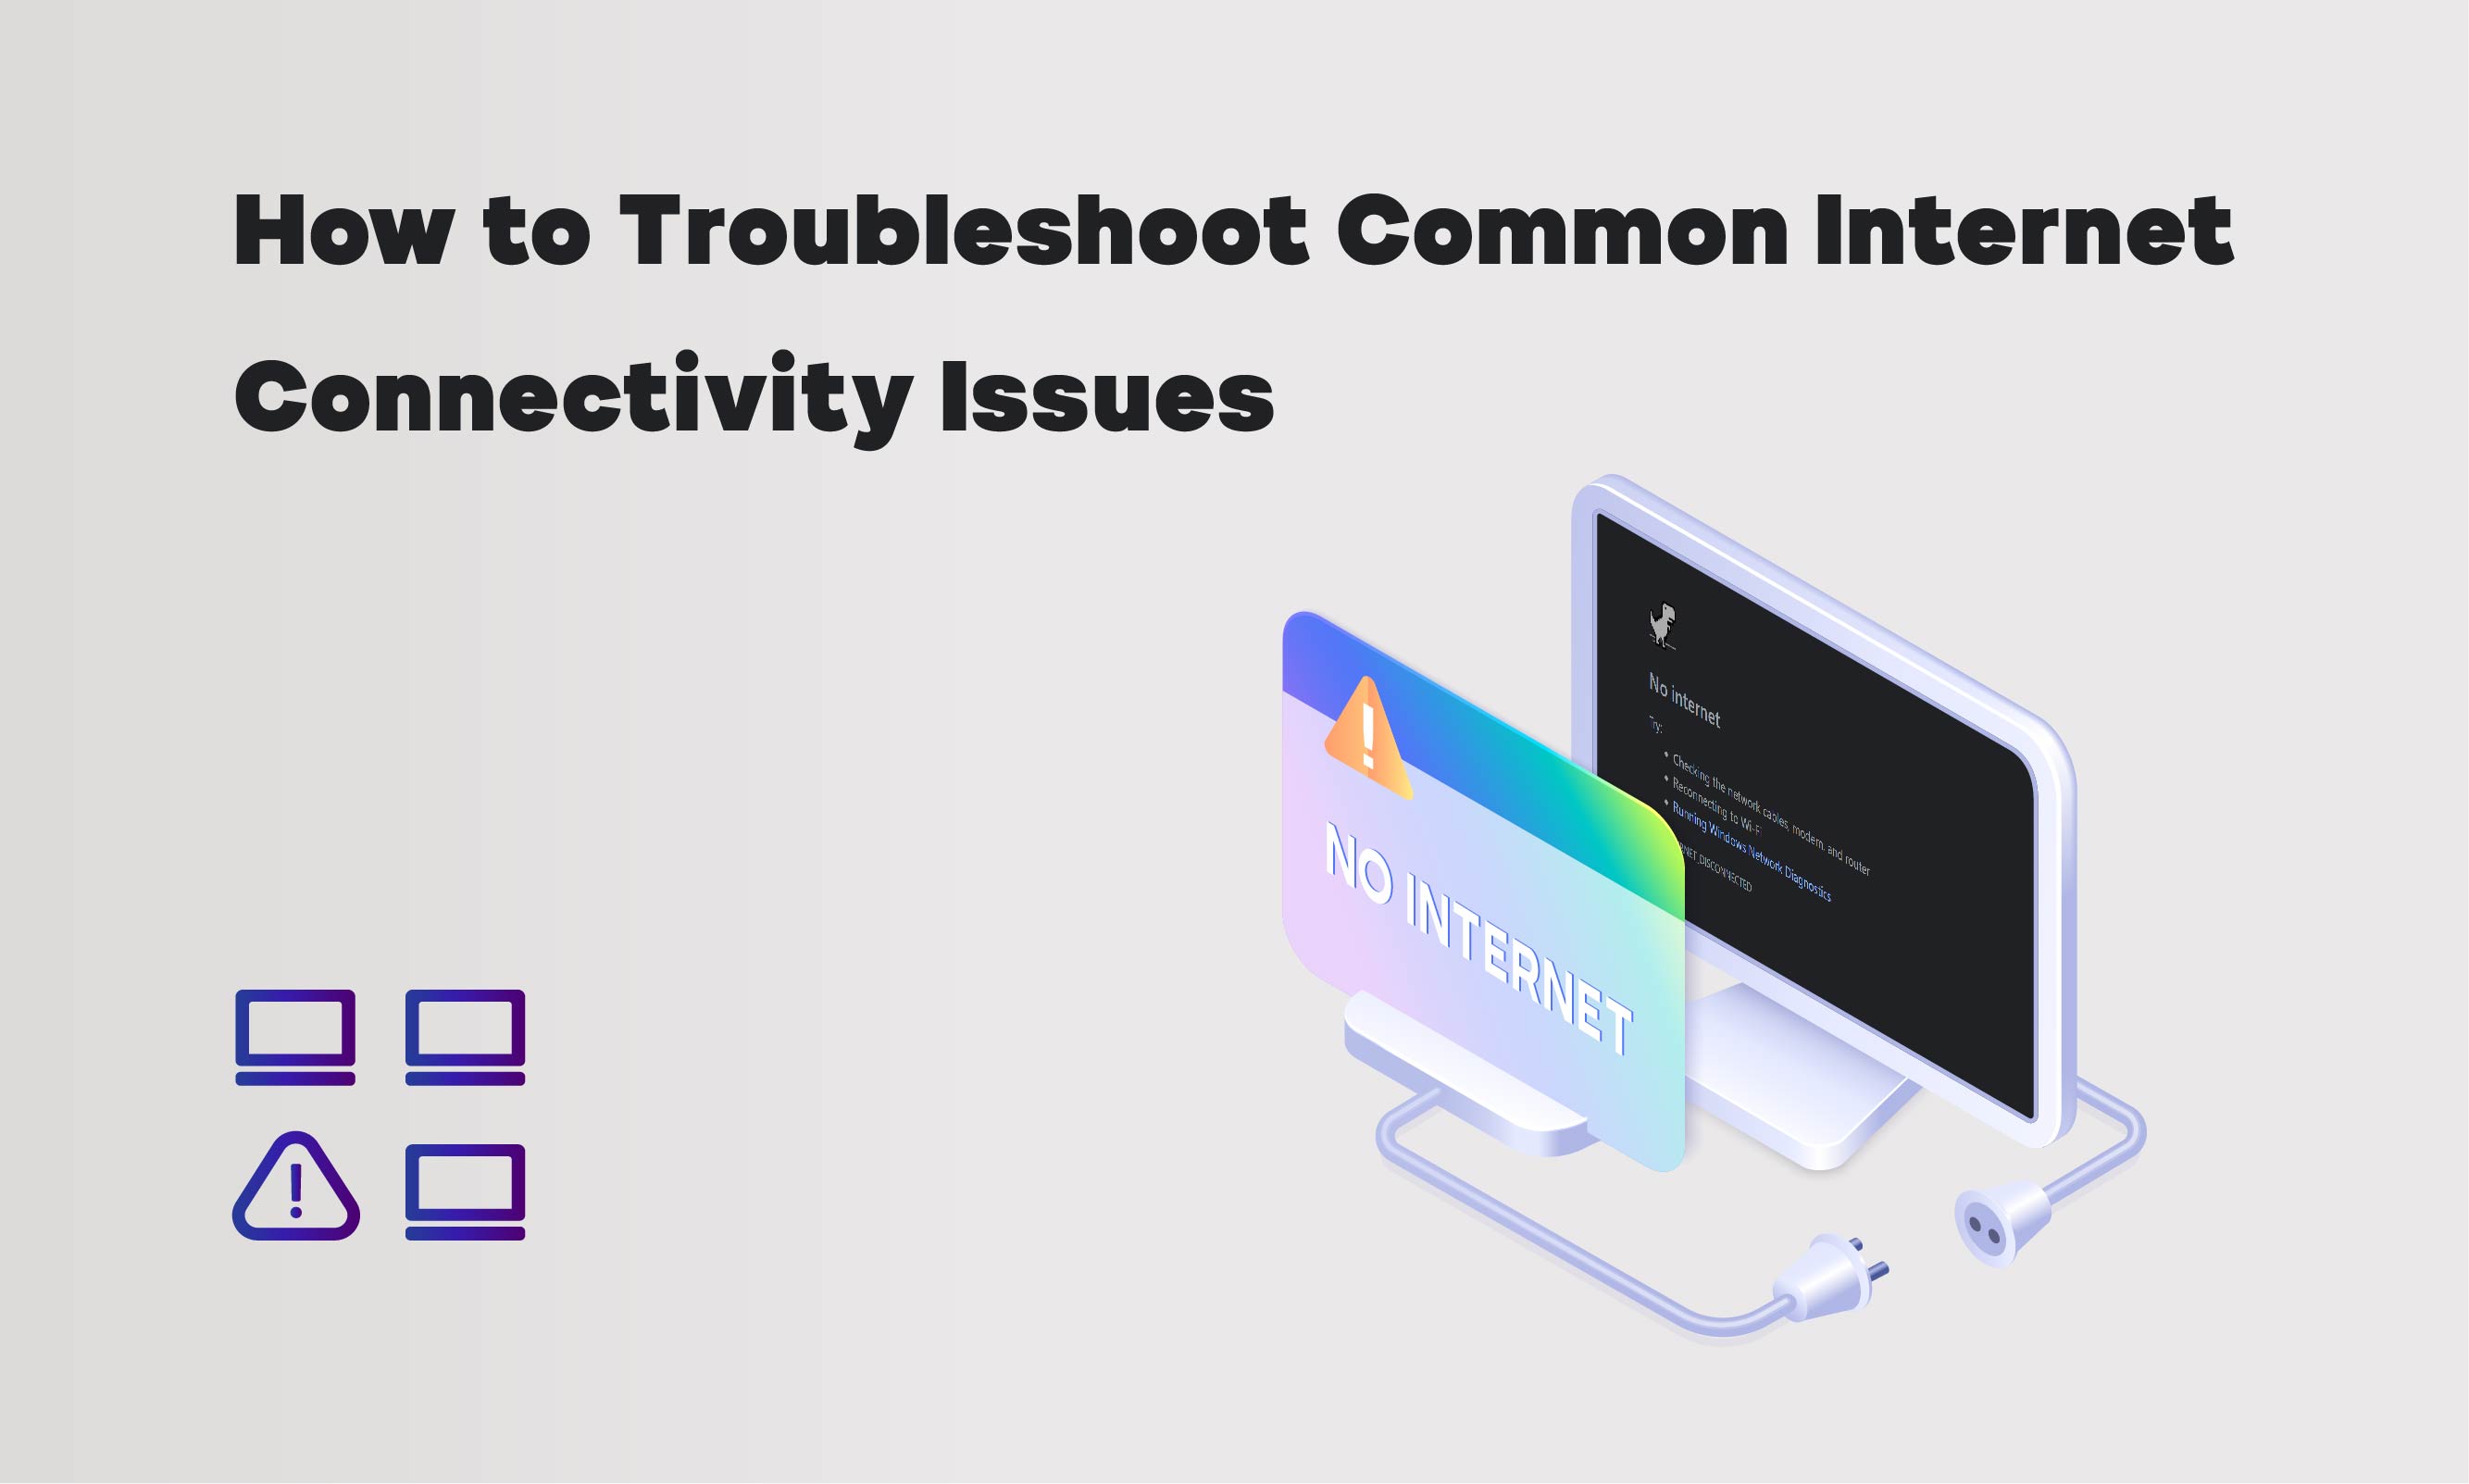 How to Troubleshoot Common Internet
Connectivity Issues
No internet
Try:
• Checking the network cables, modem, and router
• Reconnecting to Wi-Fi
• Running Windows Network Diagnostics
RNET_DISCONNECTED
!
NO INTERNET
!